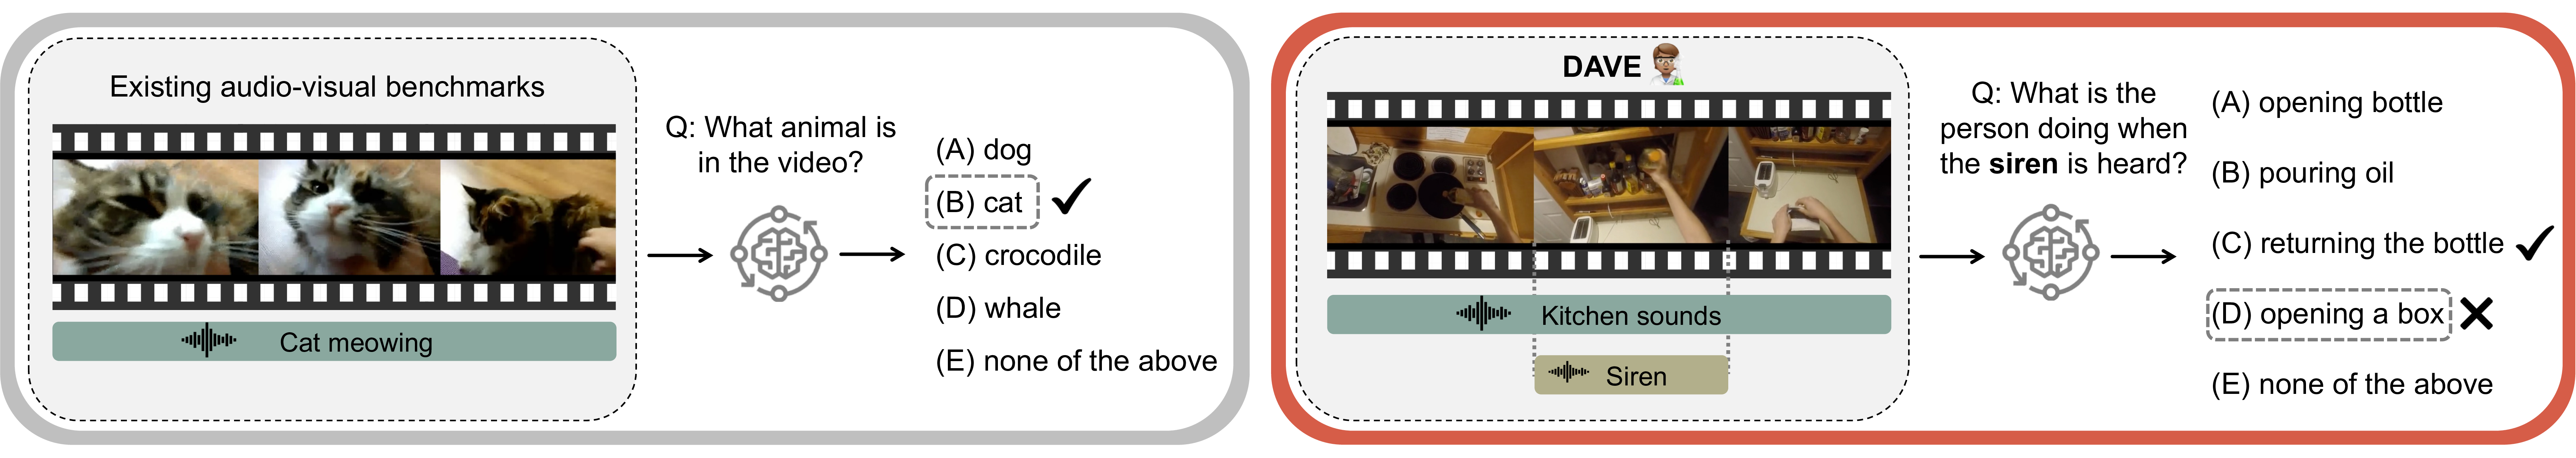 Existing audio-visual benchmarks
Cat meowing
Q: What animal is
in the video?
(A) dog
(B) cat
(C) crocodile
(D) whale
(E) none of the above
DAVE
Kitchen sounds
Siren
Q: What is the
person doing when
the siren is heard?
(A) opening bottle
(B) pouring oil
(C) returning the bottle
(D) opening a box
(E) none of the above